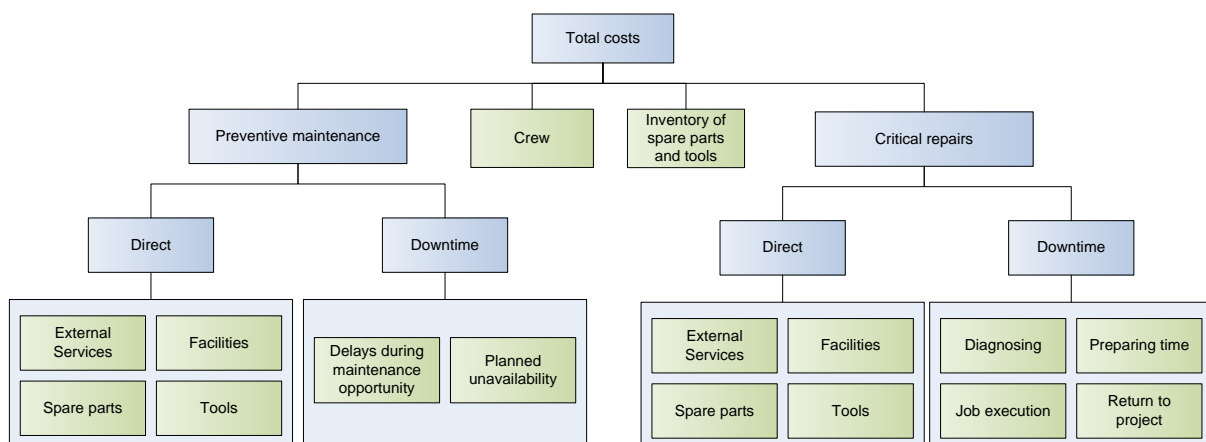 Total costs
Preventive maintenance
Crew
Inventory of
spare parts
and tools
Critical repairs
Direct
Downtime
Direct
Downtime
External
Services
Facilities
Spare parts
Tools
Delays during
maintenance
opportunity
Planned
unavailability
External
Services
Facilities
Spare parts
Tools
Diagnosing
Preparing time
Job execution
Return to
project